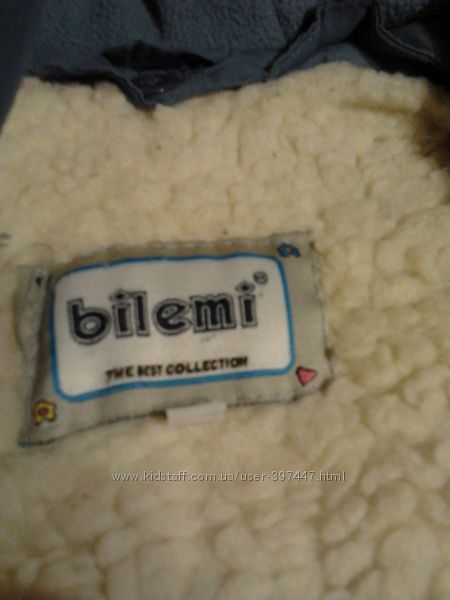 bilemi®
THE BEST COLLECTION
www.kidstaff.com.ua/user-397447.html